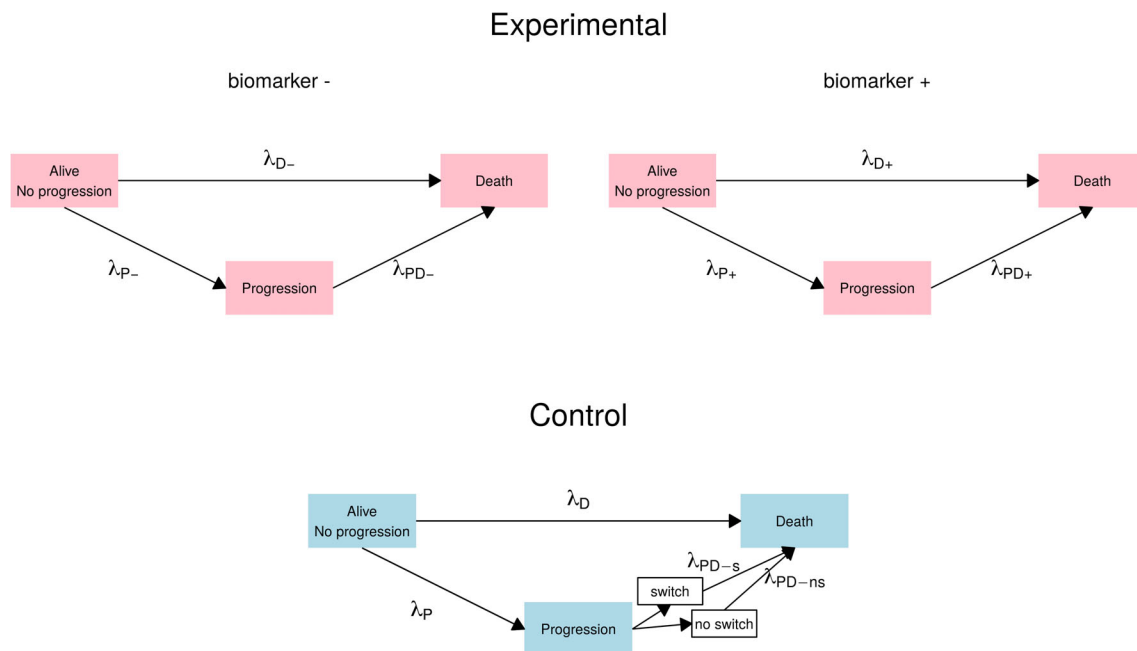 Experimental
biomarker -
biomarker +
λD−
Alive
No progression
Death
λP−
λPD−
Progression
λD+
Alive
No progression
Death
λP+
λPD+
Progression
Control
λD
Alive
No progression
Death
λPD−s
λPD−ns
switch
λP
no switch
Progression